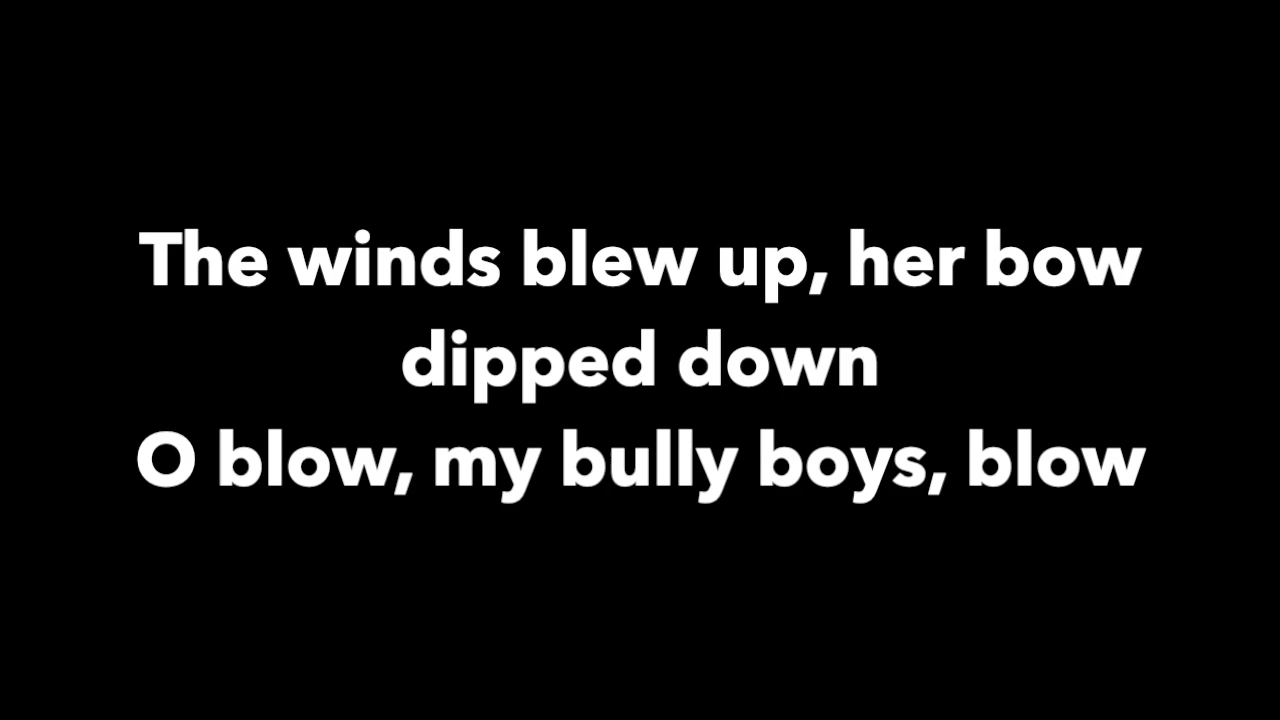 The winds blew up, her bow
dipped down
O blow, my bully boys, blow